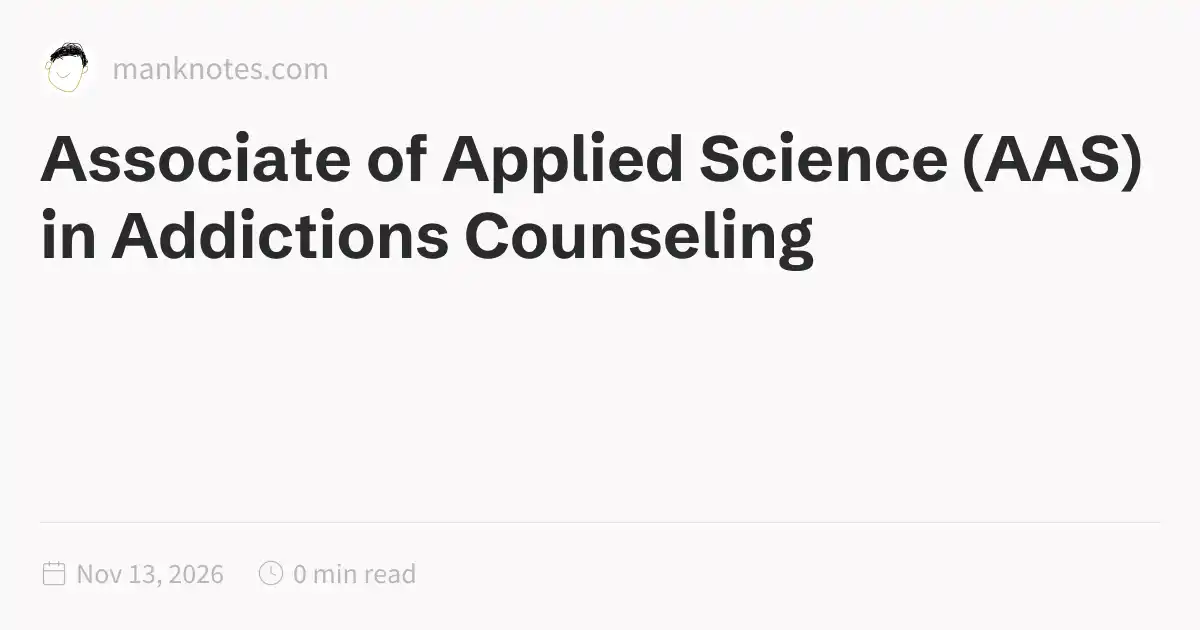 manknotes.com
Associate of Applied Science (AAS)
in Addictions Counseling
Nov 13, 2026 0 min read